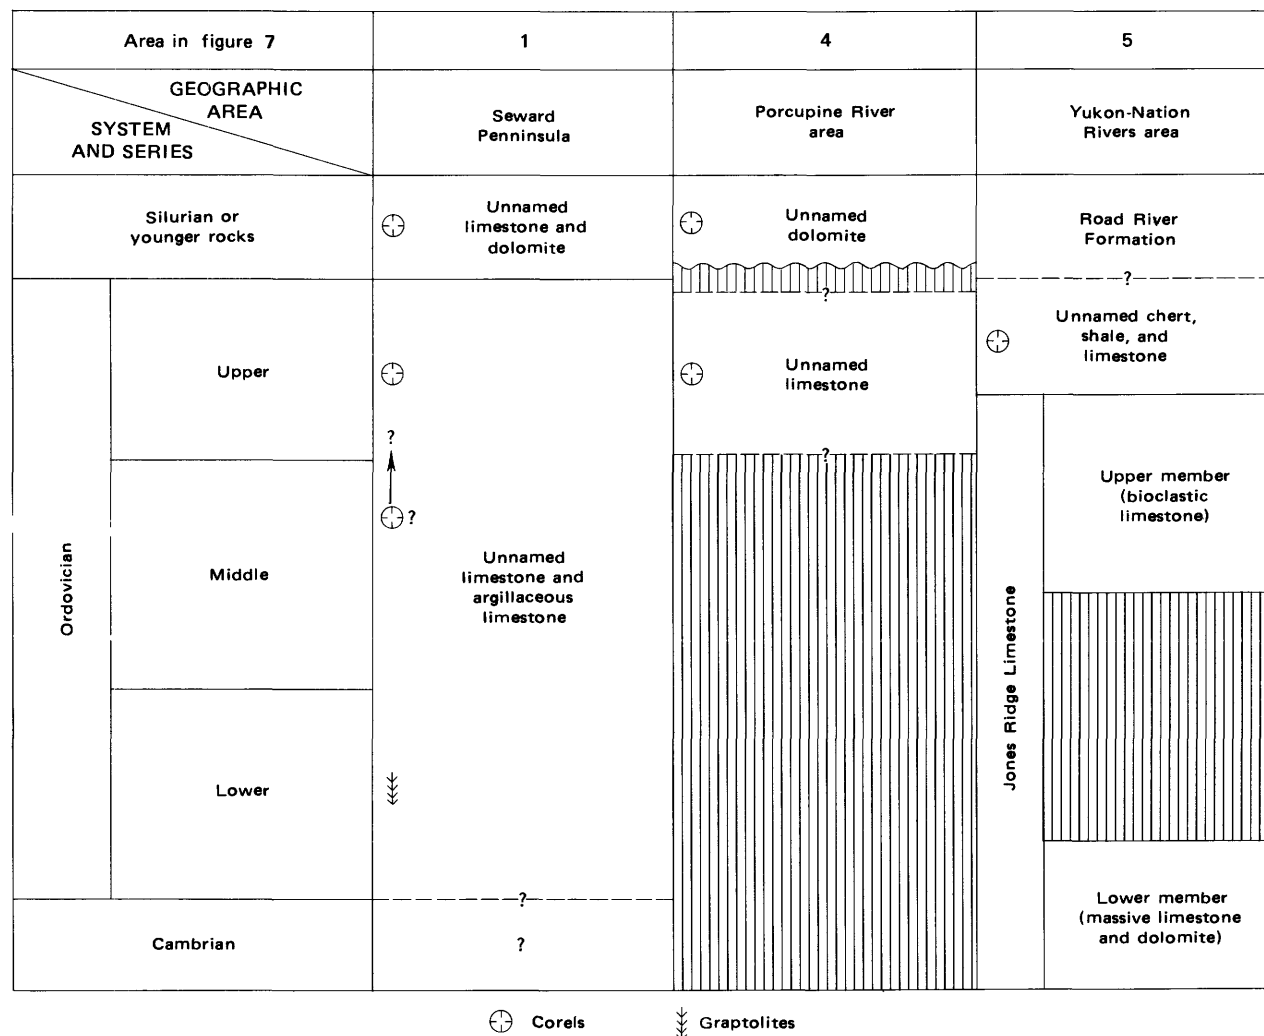 Area in figure 7
1
4
5
GEOGRAPHIC
AREA
SYSTEM
AND SERIES
Seward
Penninsula
Porcupine River
area
Yukon-Nation
Rivers area
Silurian or
younger rocks
Unnamed
limestone and
dolomite
Unnamed
dolomite
Road River
Formation
?
?
Unnamed chert,
shale, and
limestone
Upper
Unnamed
limestone
?
?
Upper member
(bioclastic
limestone)
?
Ordovician
Middle
Unnamed
limestone and
argillaceous
limestone
Jones Ridge Limestone
Lower
?
Lower member
(massive limestone
and dolomite)
Cambrian
?
Corels
Graptolites